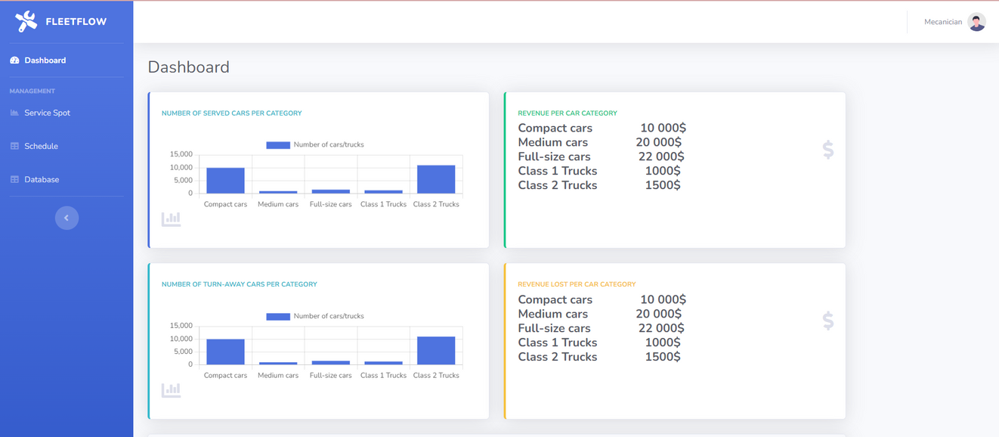 FLEETFLOW
Mecanician
Dashboard
MANAGEMENT
Service Spot
Schedule
Database
Dashboard
NUMBER OF SERVED CARS PER CATEGORY
Number of cars/trucks
15,000
10,000
5,000
0
Compact cars Medium cars Full-size cars Class 1 Trucks Class 2 Trucks
REVENUE PER CAR CATEGORY
Compact cars 10 000$
Medium cars 20 000$
Full-size cars 22 000$
Class 1 Trucks 1000$
Class 2 Trucks 1500$
NUMBER OF TURN-AWAY CARS PER CATEGORY
Number of cars/trucks
15,000
10,000
5,000
0
Compact cars Medium cars Full-size cars Class 1 Trucks Class 2 Trucks
REVENUE LOST PER CAR CATEGORY
Compact cars 10 000$
Medium cars 20 000$
Full-size cars 22 000$
Class 1 Trucks 1000$
Class 2 Trucks 1500$